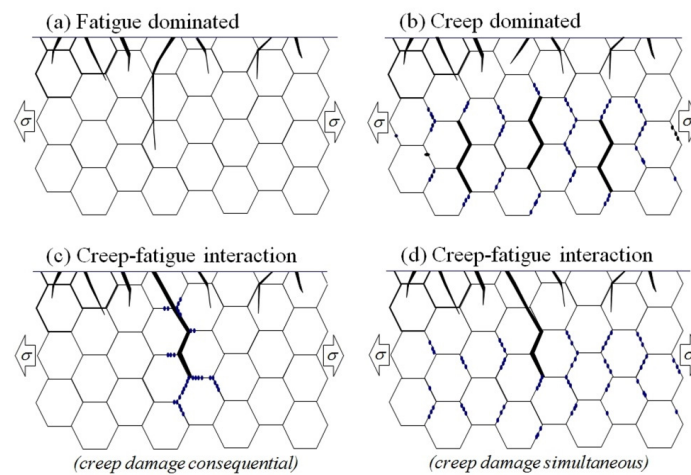 (a) Fatigue dominated
(b) Creep dominated
σ
σ
σ
σ
(c) Creep-fatigue interaction
(d) Creep-fatigue interaction
σ
σ
σ
σ
(creep damage consequential)
(creep damage simultaneous)